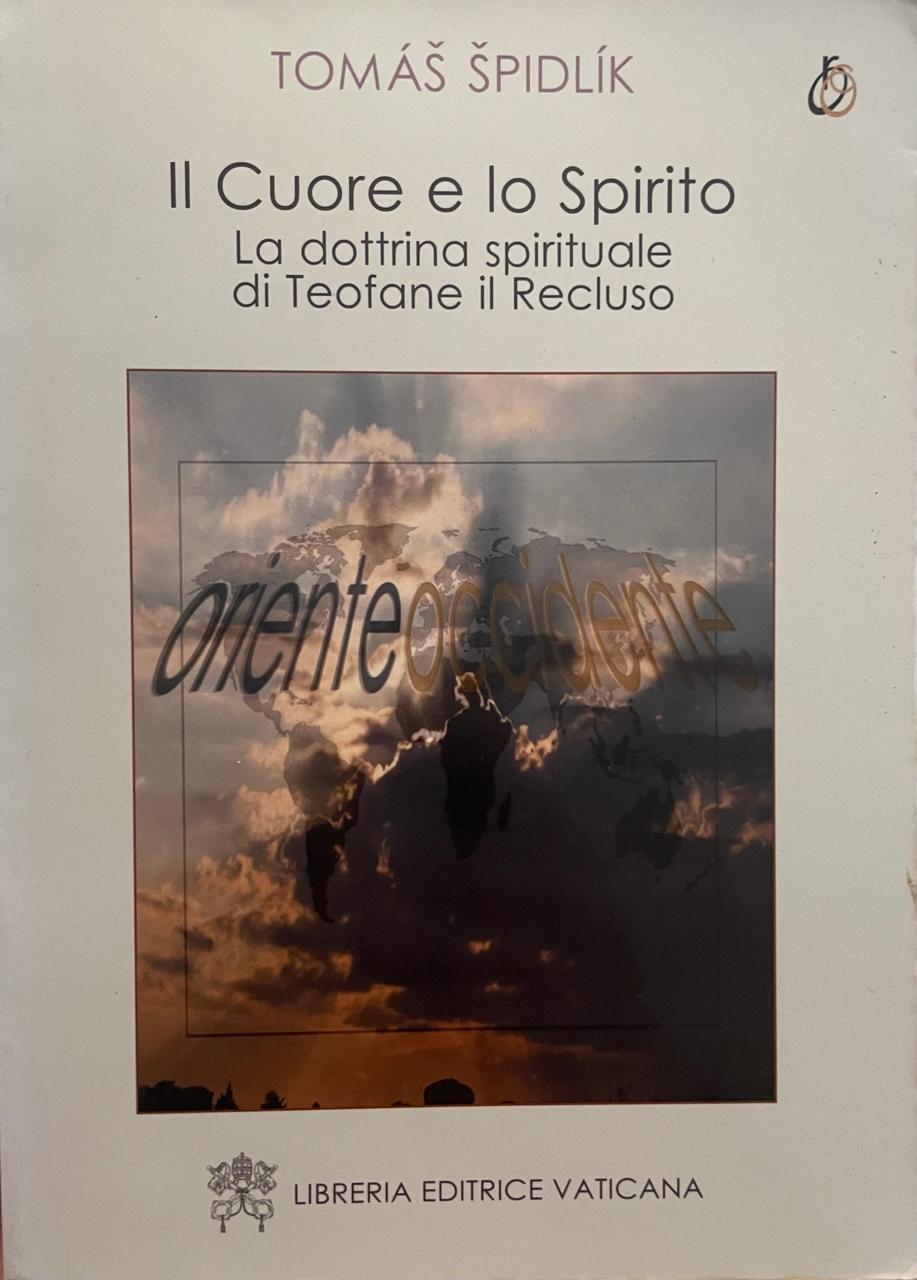 TOMÁŠ ŠPIDLÍK
Il Cuore e lo Spirito
La dottrina spirituale
di Teofane il Recluso
orienteoccidente
LIBRERIA EDITRICE VATICANA